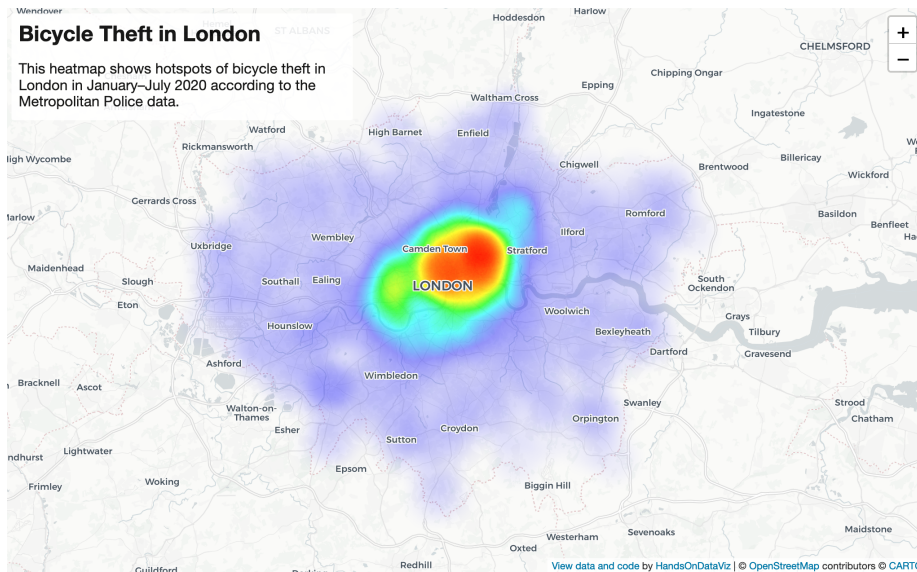 Wendover
Hoddesdon
Harlow
Bicycle Theft in London
ST ALBANS
This heatmap shows hotspots of bicycle theft in
London in January–July 2020 according to the
Metropolitan Police data.
+
−
CHELMSFORD
Chipping Ongar
Epping
Waltham Cross
Ingatestone
Watford
High Barnet
Enfield
Rickmansworth
High Wycombe
Chigwell
Billericay
Brentwood
Wickford
Gerrards Cross
Marlow
Romford
Basildon
Benfleet
Ilford
Wembley
Uxbridge
Camden Town
Stratford
Maidenhead
Slough
Southall
Ealing
LONDON
South
Ockendon
Eton
Woolwich
Grays
Hounslow
Bexleyheath
Tilbury
Dartford
Gravesend
Ashford
Wimbledon
Bracknell
Ascot
Swanley
Strood
Walton-on-
Thames
Orpington
Chatham
Esher
Croydon
Sutton
Lightwater
ndhurst
Epsom
Woking
Frimley
Biggin Hill
Maidstone
Sevenoaks
Westerham
Oxted
Redhill
Guildford
View data and code by HandsOnDataViz | © OpenStreetMap contributors © CARTO